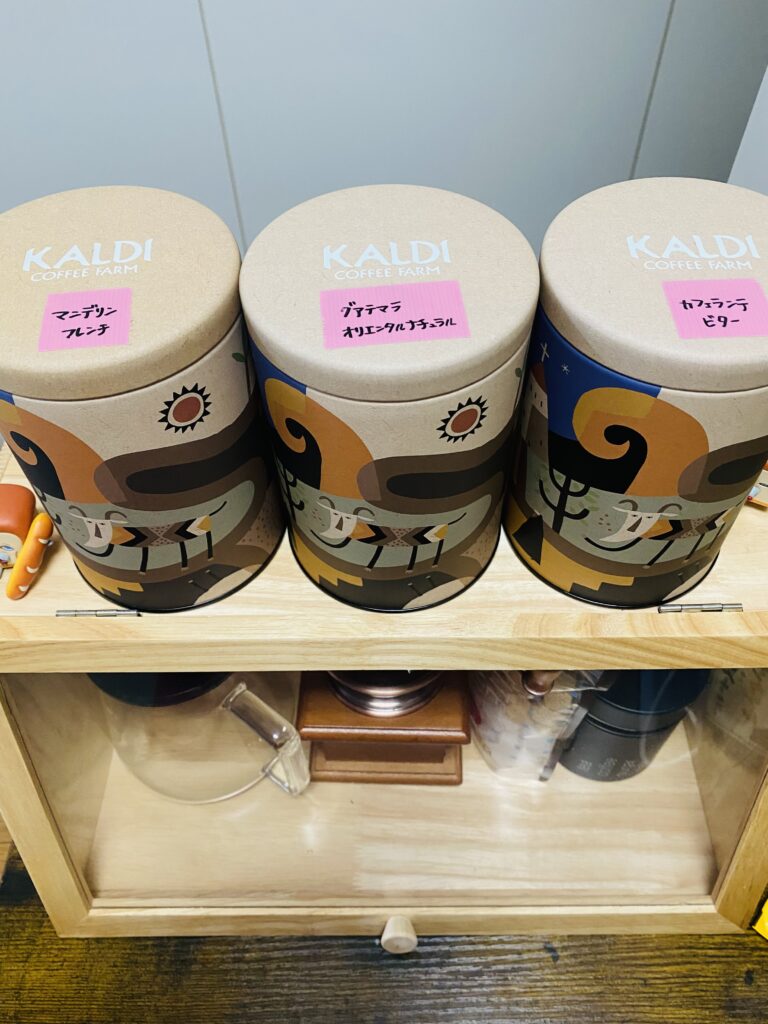 KALDI
COFFEE FARM
マンデリン
フレンチ
KALDI
COFFEE FARM
グアテマラ
オリエンタルナチュラル
KALDI
COFFEE FARM
カフェランテ
ビター
coffee